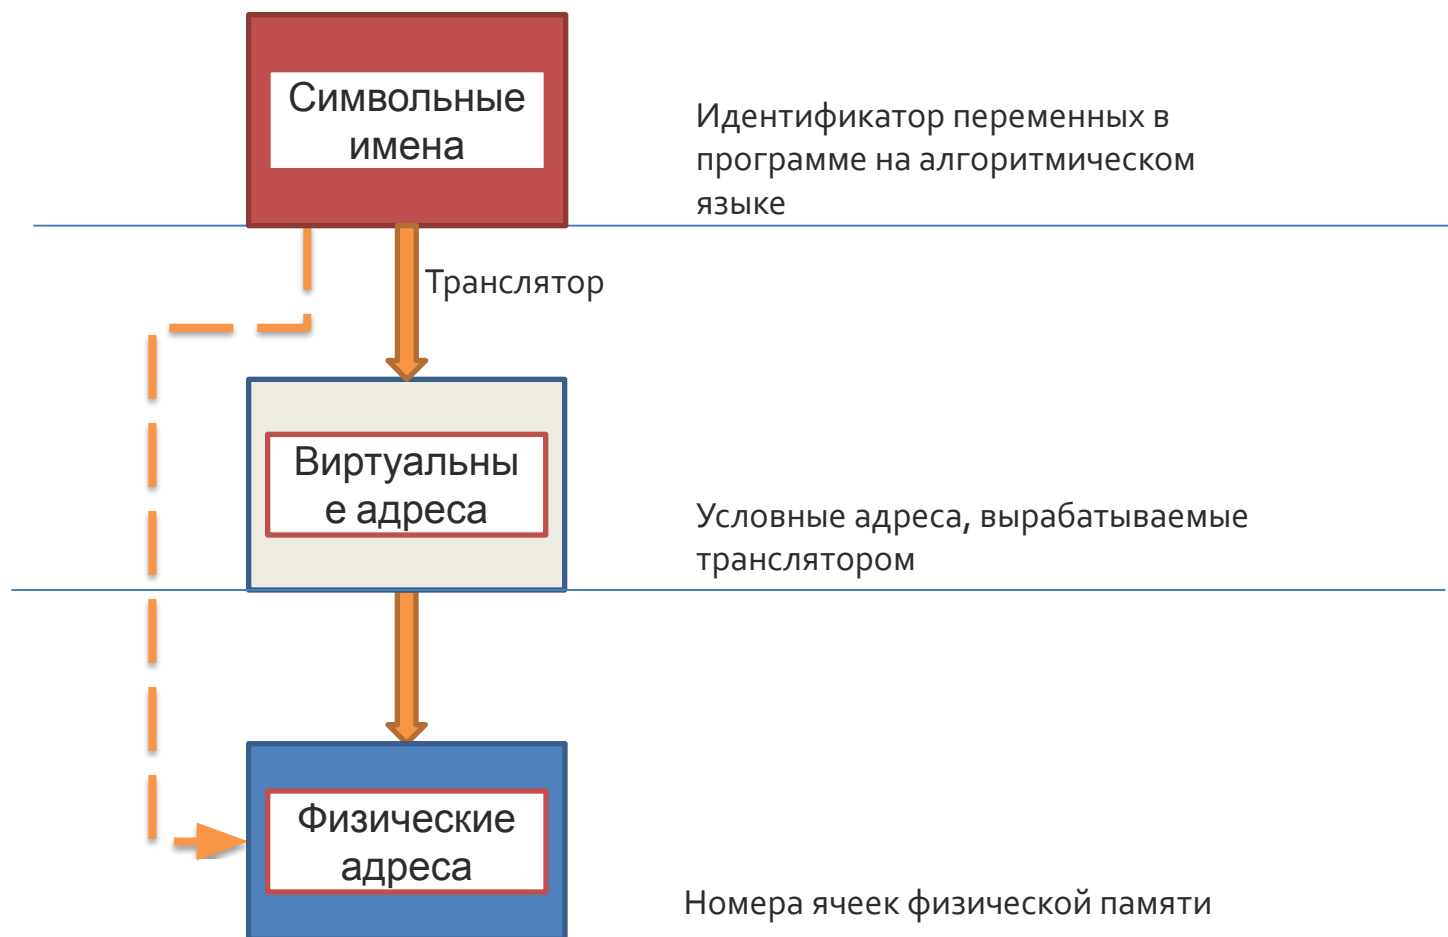 Символьные
имена
Идентификатор переменных в
программе на алгоритмическом
языке
Транслятор
Виртуальны
е адреса
Условные адреса, вырабатываемые
транслятором
Физические
адреса
Номера ячеек физической памяти